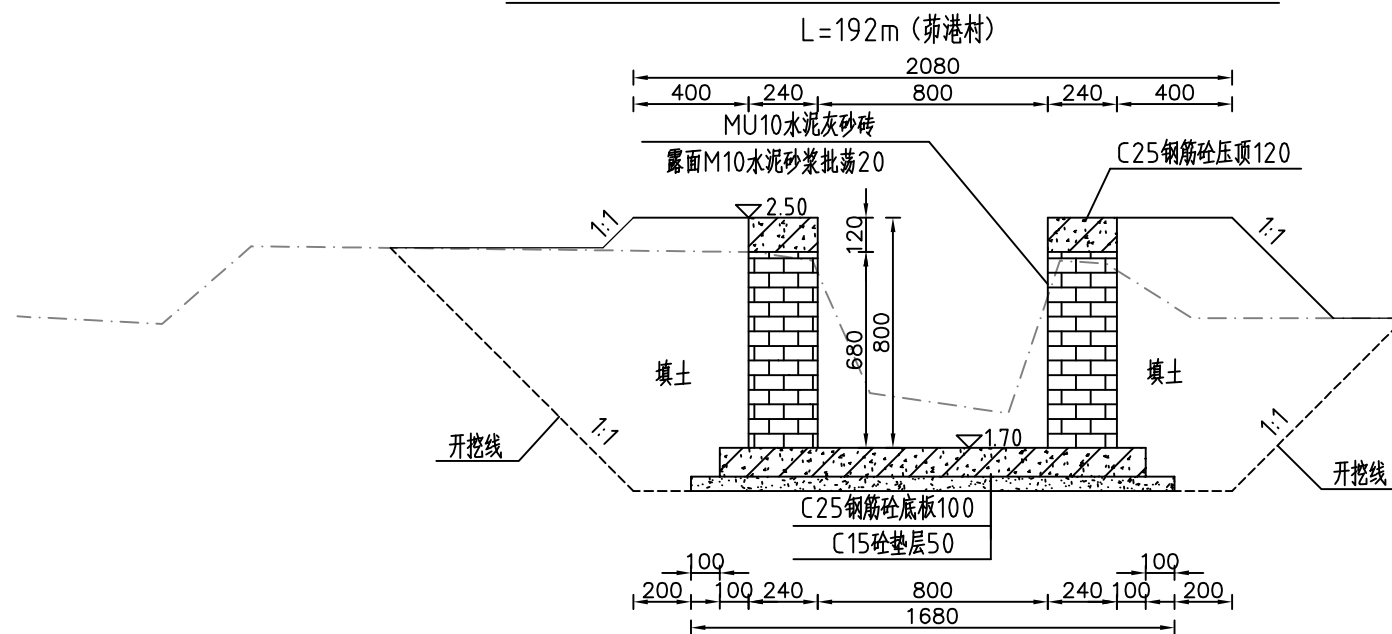 L=192m（茆港村）
2080
400 240 800 240 400
MU10水泥灰砂砖
露面M10水泥砂浆批荡20
C25钢筋砼压顶120
1:1 2.50 1:1
120
680
800
填土 填土
1:1 1:1
开挖线 1.70 开挖线
C25钢筋砼底板100
C15砼垫层50
100 100
200 100 240 800 240 100 200
1680